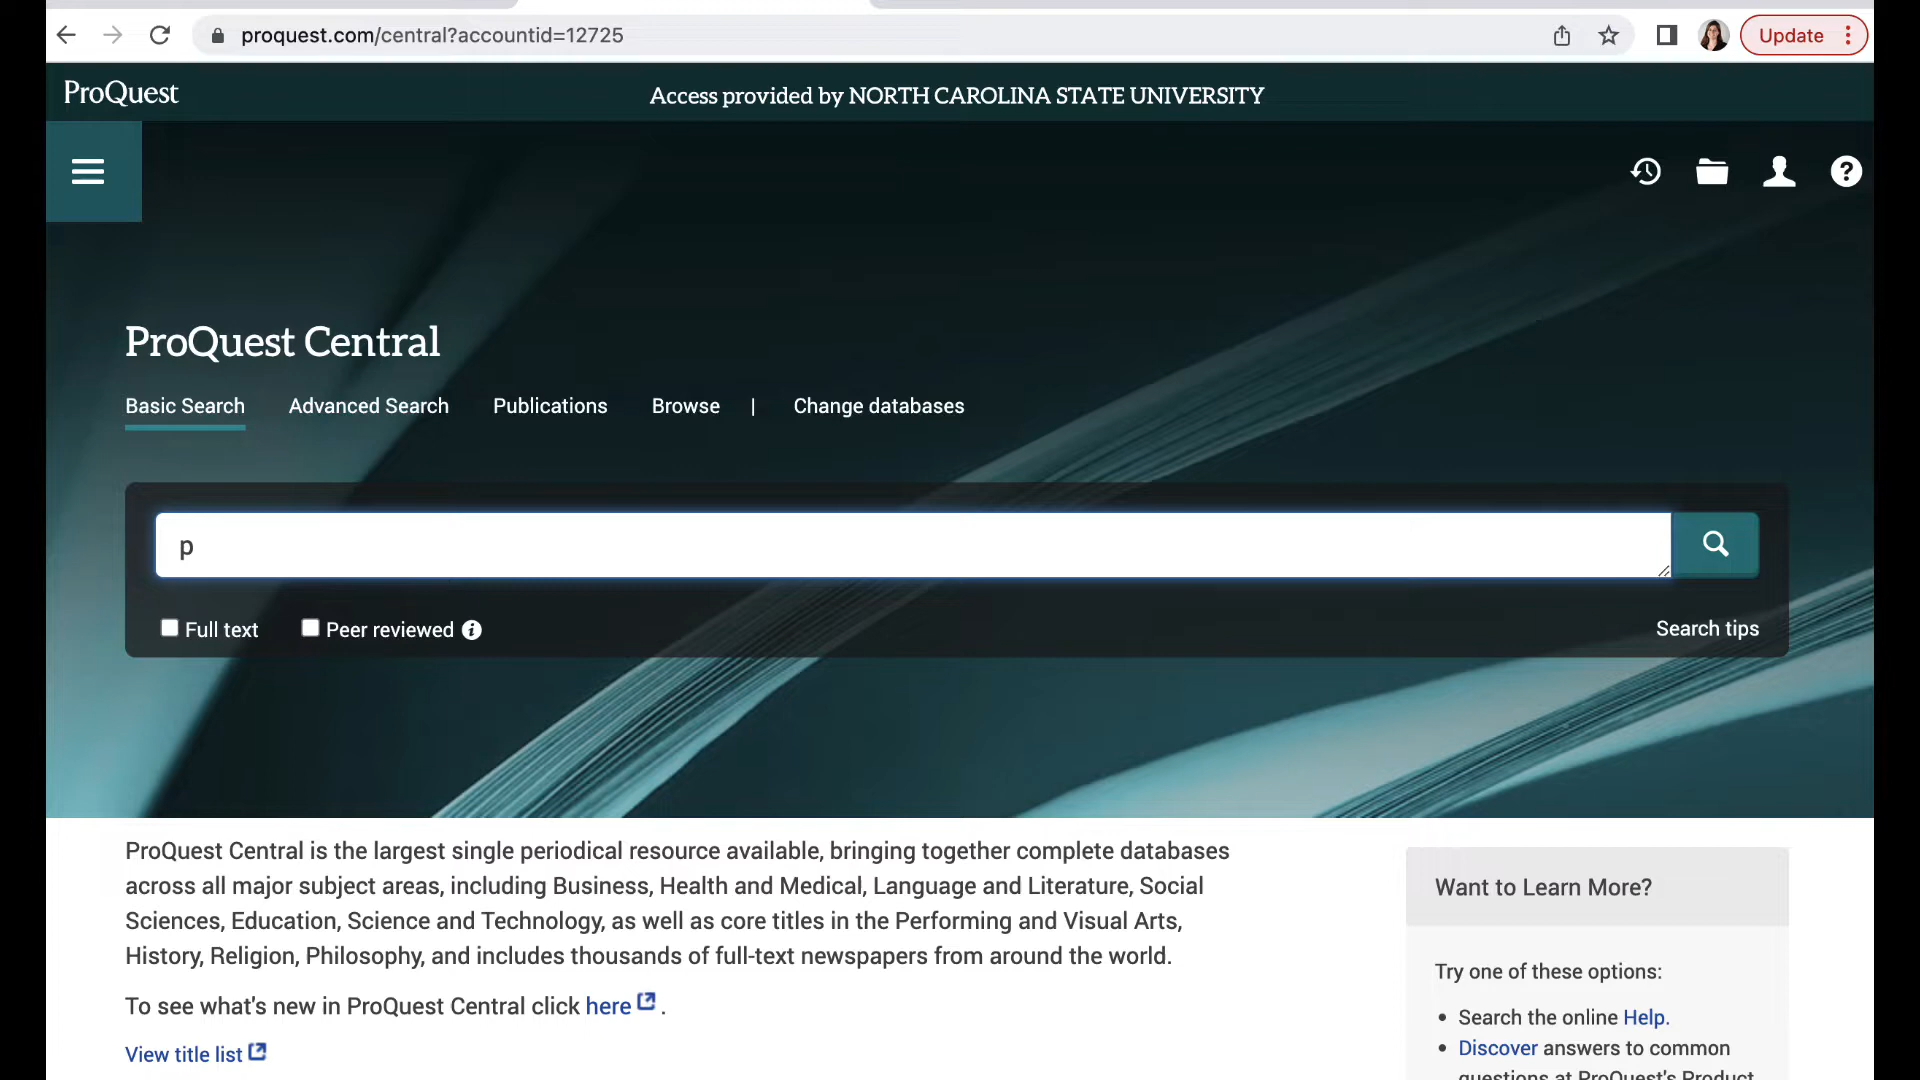 proquest.com/central?accountid=12725
Update
ProQuest
Access provided by NORTH CAROLINA STATE UNIVERSITY
ProQuest Central
Basic Search Advanced Search Publications Browse | Change databases
p
Full text Peer reviewed Search tips
ProQuest Central is the largest single periodical resource available, bringing together complete databases
across all major subject areas, including Business, Health and Medical, Language and Literature, Social
Sciences, Education, Science and Technology, as well as core titles in the Performing and Visual Arts,
History, Religion, Philosophy, and includes thousands of full-text newspapers from around the world.
To see what's new in ProQuest Central click here .
View title list
Want to Learn More?
Try one of these options:
• Search the online Help.
• Discover answers to common
questions at ProQuest's Product